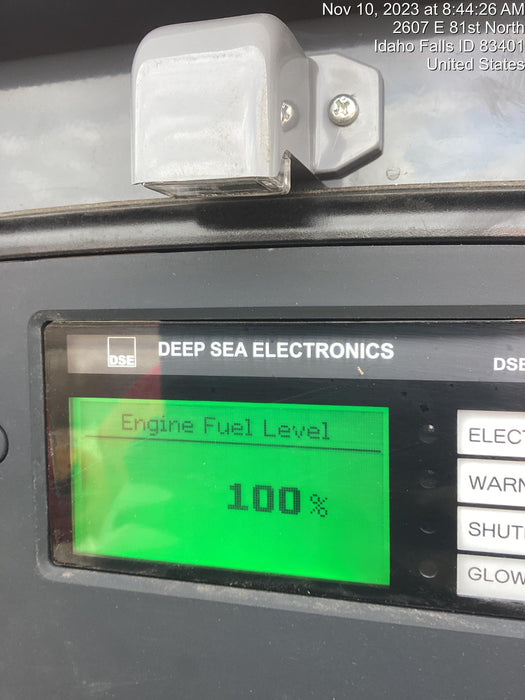 Nov 10, 2023 at 8:44:26 AM
2607 E 81st North
Idaho Falls ID 83401
United States
DSE
DEEP SEA ELECTRONICS
DSE
Engine Fuel Level
100 %
ELECT
WARN
SHUT
GLOW